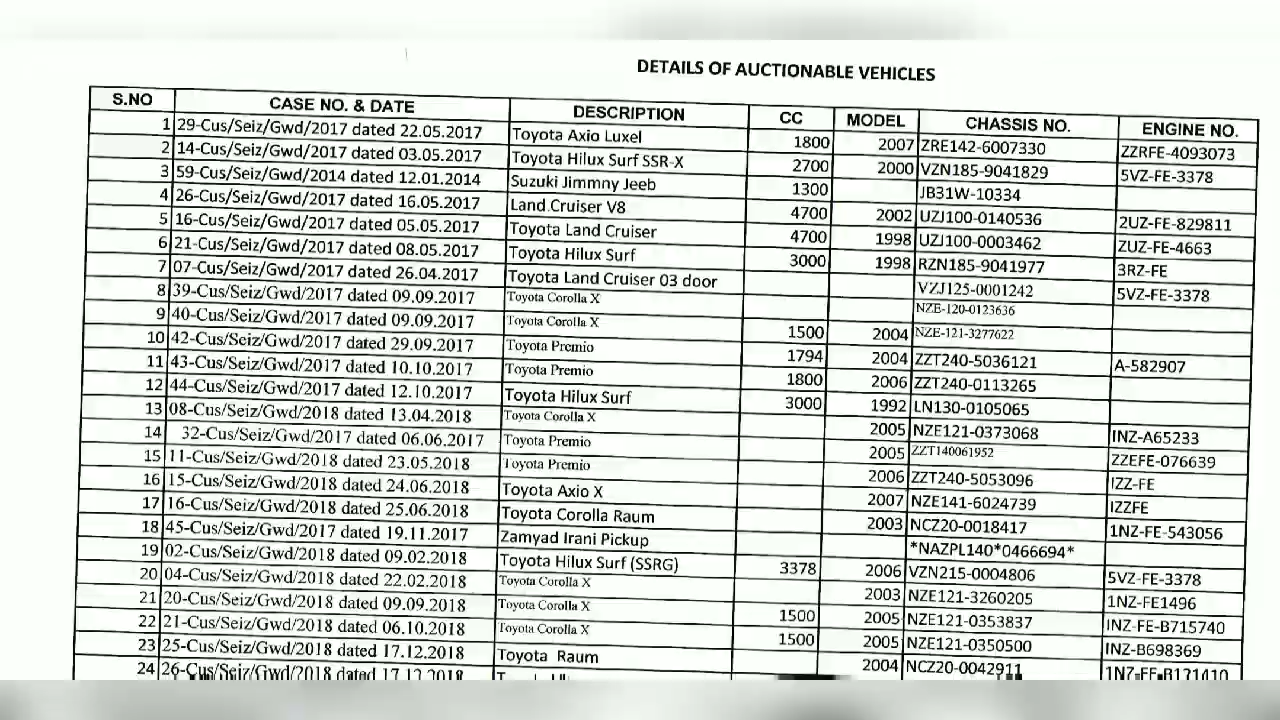 DETAILS OF AUCTIONABLE VEHICLES
S.NO CASE NO. & DATE DESCRIPTION CC MODEL CHASSIS NO. ENGINE NO.
1 29-Cus/Seiz/Gwd/2017 dated 22.05.2017 Toyota Axio Luxel 1800 2007 ZRE142-6007330 ZZRFE-4093073
2 14-Cus/Seiz/Gwd/2017 dated 03.05.2017 Toyota Hilux Surf SSR-X 2700 2000 VZN185-9041829 5VZ-FE-3378
3 59-Cus/Seiz/Gwd/2014 dated 12.01.2014 Suzuki Jimmny Jeeb 1300 JB31W-10334
4 26-Cus/Seiz/Gwd/2017 dated 16.05.2017 Land Cruiser V8 4700 2002 UZJ100-0140536 2UZ-FE-829811
5 16-Cus/Seiz/Gwd/2017 dated 05.05.2017 Toyota Land Cruiser 4700 1998 UZJ100-0003462 ZUZ-FE-4663
6 21-Cus/Seiz/Gwd/2017 dated 08.05.2017 Toyota Hilux Surf 3000 1998 RZN185-9041977 3RZ-FE
7 07-Cus/Seiz/Gwd/2017 dated 26.04.2017 Toyota Land Cruiser 03 door VZJ125-0001242 5VZ-FE-3378
8 39-Cus/Seiz/Gwd/2017 dated 09.09.2017 Toyota Corolla X NZE-120-0123636
9 40-Cus/Seiz/Gwd/2017 dated 09.09.2017 Toyota Corolla X 1500 2004 NZE-121-3277622
10 42-Cus/Seiz/Gwd/2017 dated 29.09.2017 Toyota Premio 1794 2004 ZZT240-5036121 A-582907
11 43-Cus/Seiz/Gwd/2017 dated 10.10.2017 Toyota Premio 1800 2006 ZZT240-0113265
12 44-Cus/Seiz/Gwd/2017 dated 12.10.2017 Toyota Hilux Surf 3000 1992 LN130-0105065
13 08-Cus/Seiz/Gwd/2018 dated 13.04.2018 Toyota Corolla X 2005 NZE121-0373068 INZ-A65233
14 32-Cus/Seiz/Gwd/2017 dated 06.06.2017 Toyota Premio 2005 ZZT140061952 ZZEFE-076639
15 11-Cus/Seiz/Gwd/2018 dated 23.05.2018 Toyota Premio 2006 ZZT240-5053096 IZZ-FE
16 15-Cus/Seiz/Gwd/2018 dated 24.06.2018 Toyota Axio X 2007 NZE141-6024739 IZZFE
17 16-Cus/Seiz/Gwd/2018 dated 25.06.2018 Toyota Corolla Raum 2003 NCZ20-0018417 1NZ-FE-543056
18 45-Cus/Seiz/Gwd/2017 dated 19.11.2017 Zamyad Irani Pickup *NAZPL140*0466694*
19 02-Cus/Seiz/Gwd/2018 dated 09.02.2018 Toyota Hilux Surf (SSRG) 3378 2006 VZN215-0004806 5VZ-FE-3378
20 04-Cus/Seiz/Gwd/2018 dated 22.02.2018 Toyota Corolla X 2003 NZE121-3260205 1NZ-FE1496
21 20-Cus/Seiz/Gwd/2018 dated 09.09.2018 Toyota Corolla X 1500 2005 NZE121-0353837 INZ-FE-B715740
22 21-Cus/Seiz/Gwd/2018 dated 06.10.2018 Toyota Corolla X 1500 2005 NZE121-0350500 INZ-B698369
23 25-Cus/Seiz/Gwd/2018 dated 17.12.2018 Toyota Raum 2004 NCZ20-0042911 1NZ-FE-B171410
24 26-Cus/Seiz/Gwd/2018 dated 17.12.2018